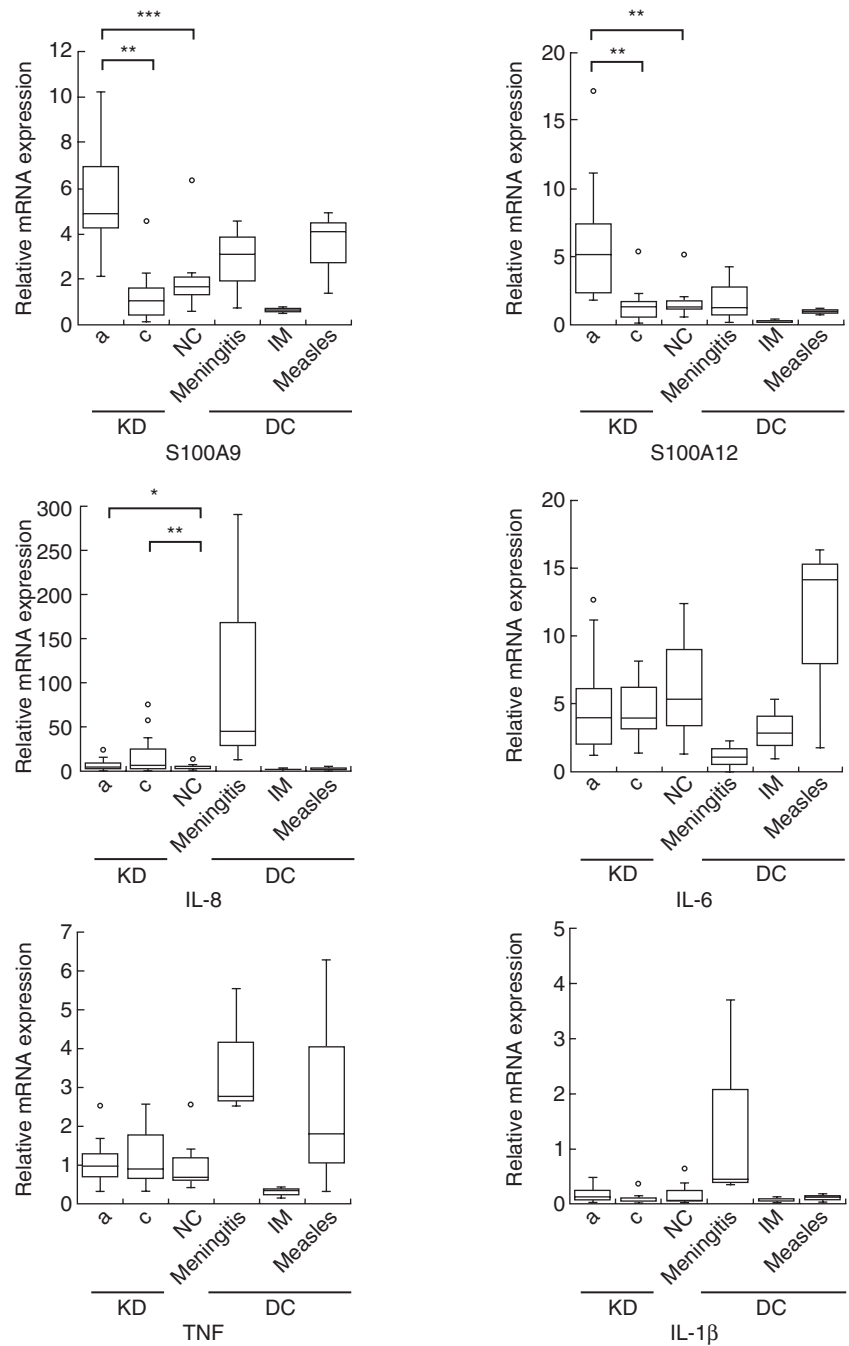 ***
**
12
10
8
6
4
2
0
Relative mRNA expression
a
c
NC
Meningitis
IM
Measles
KD
DC
S100A9
**
**
20
15
10
5
0
Relative mRNA expression
a
c
NC
Meningitis
IM
Measles
KD
DC
S100A12
*
**
300
250
200
150
100
50
0
Relative mRNA expression
a
c
NC
Meningitis
IM
Measles
KD
DC
IL-8
20
15
10
5
0
Relative mRNA expression
a
c
NC
Meningitis
IM
Measles
KD
DC
IL-6
7
6
5
4
3
2
1
0
Relative mRNA expression
a
c
NC
Meningitis
IM
Measles
KD
DC
TNF
5
4
3
2
1
0
Relative mRNA expression
a
c
NC
Meningitis
IM
Measles
KD
DC
IL-1β